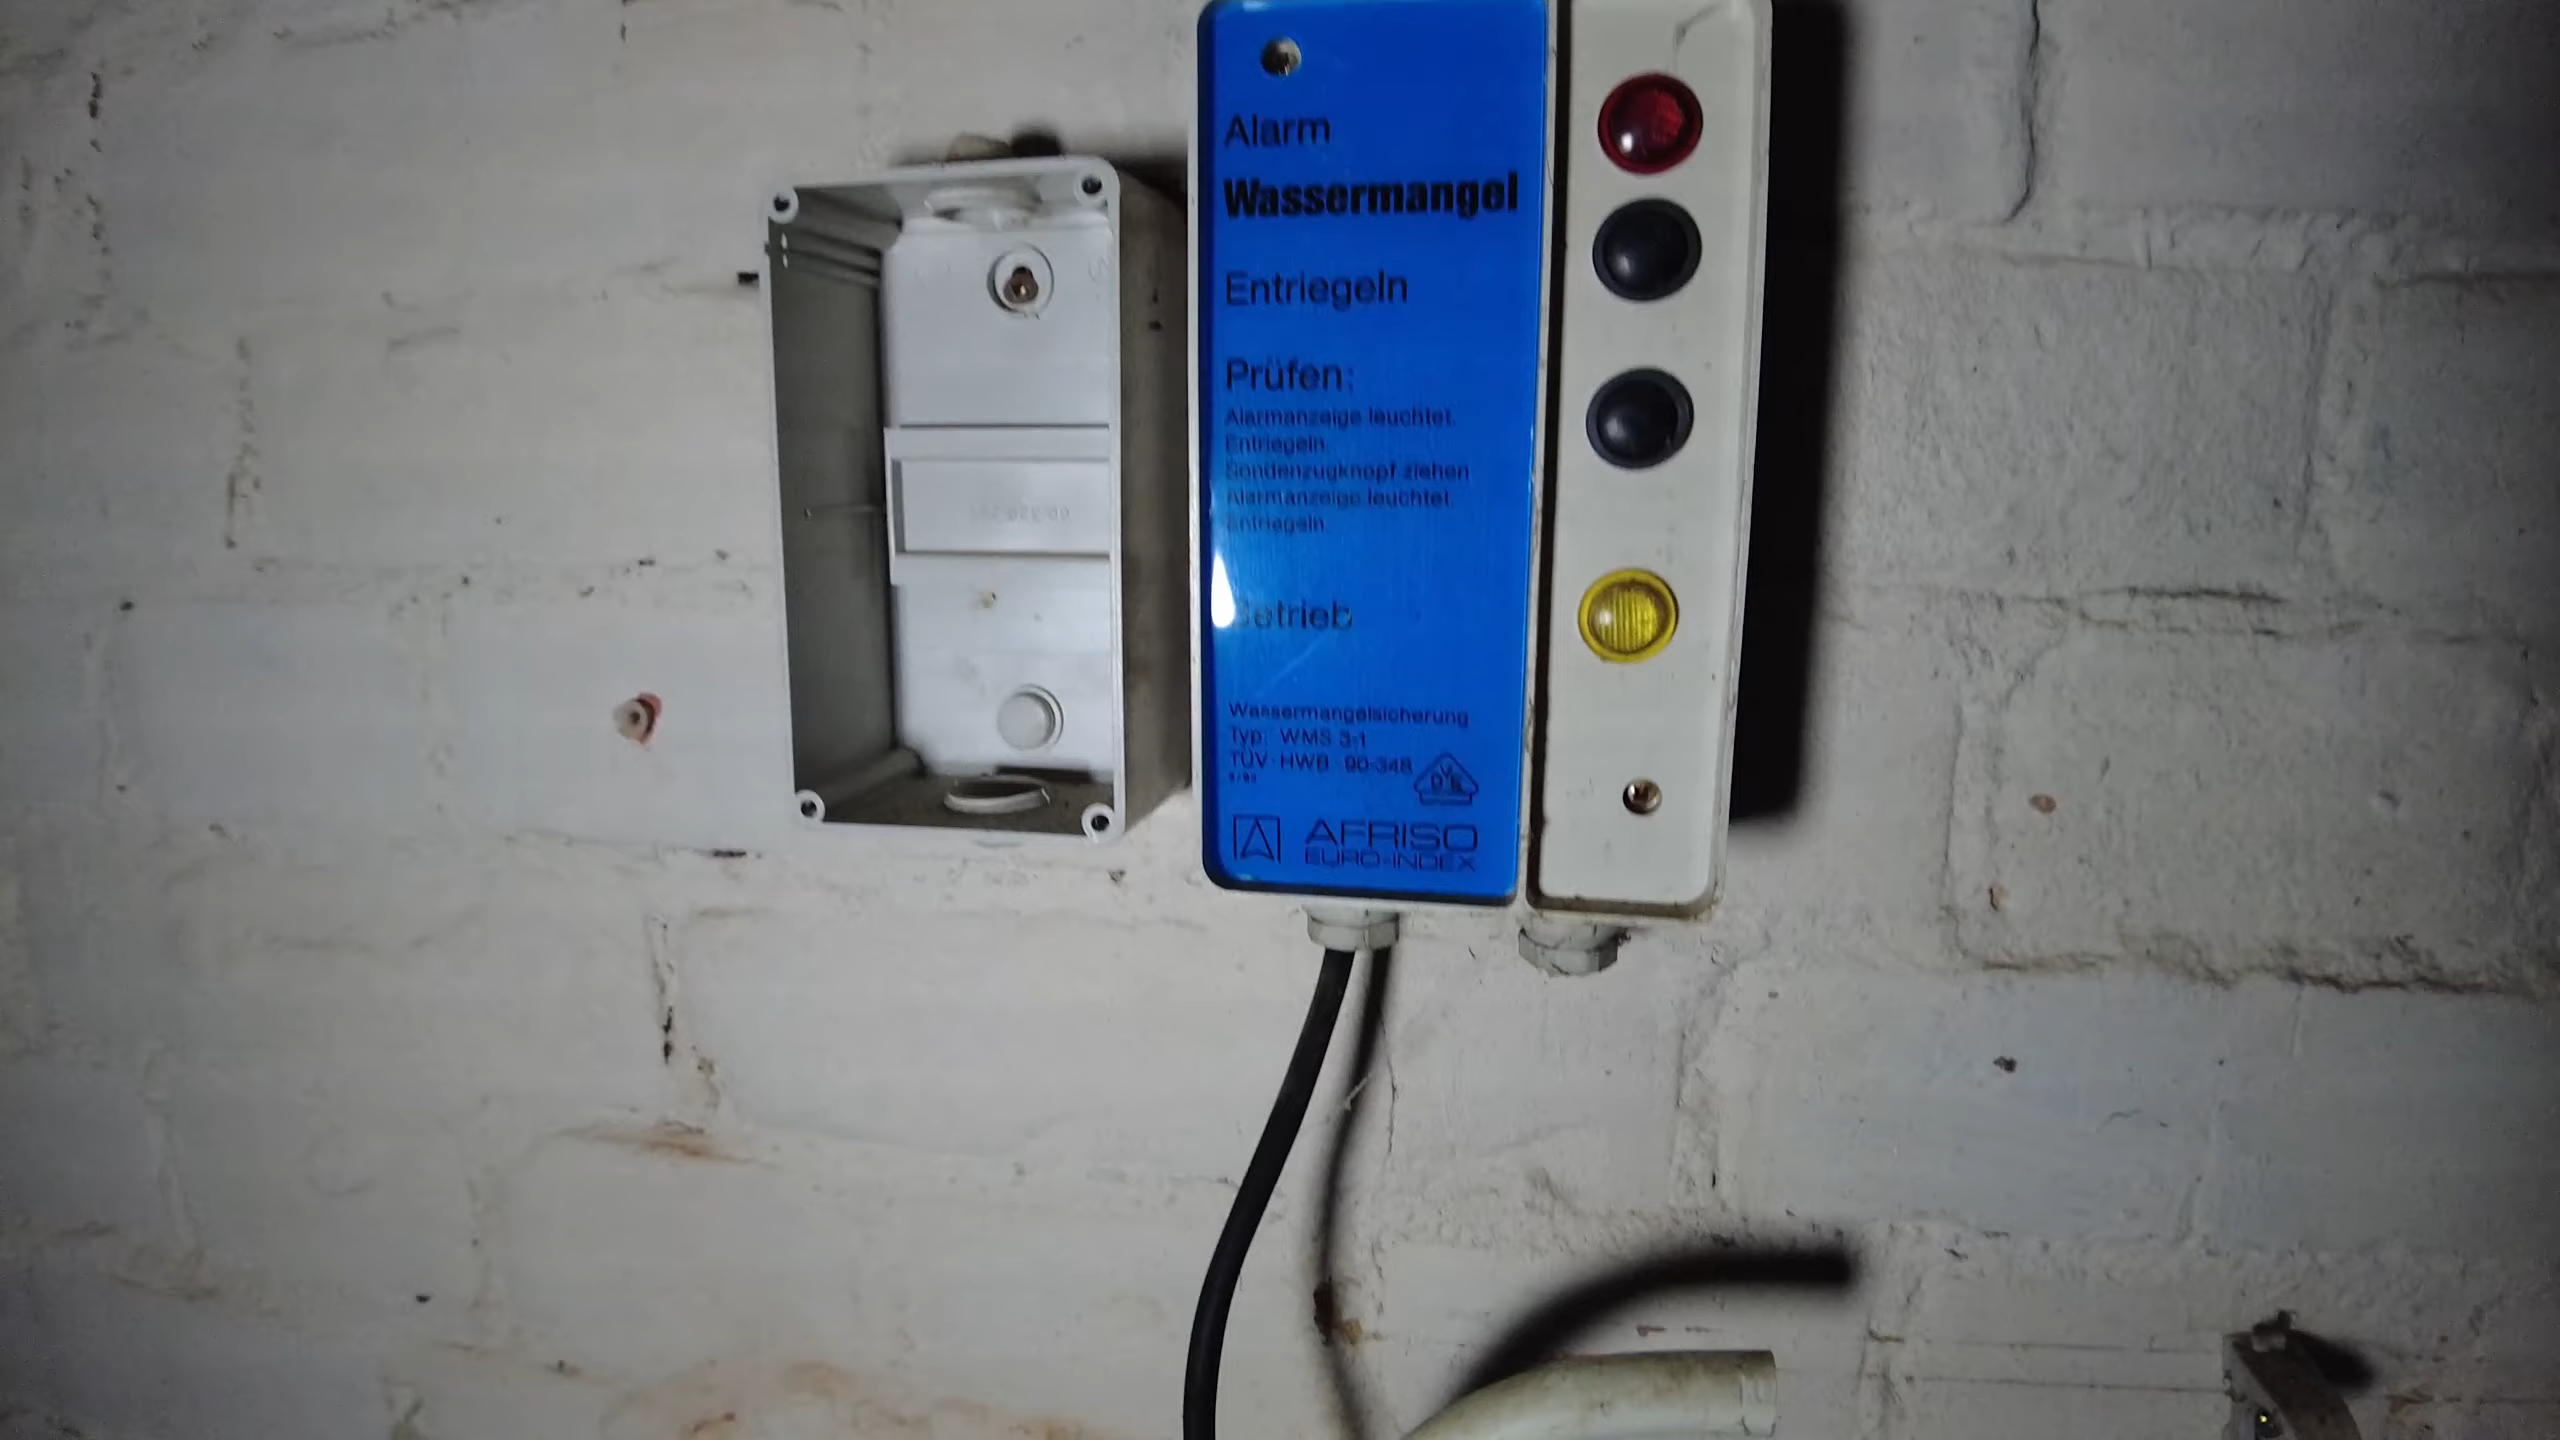 Alarm
Wassermangel
Entriegeln
Prüfen:
Alarmanzeige leuchtet.
Entriegeln.
Sondenzugknopf ziehen
Alarmanzeige leuchtet.
Entriegeln.
Betrieb
Wassermangelsicherung
Typ: WMS 3-1
TÜV · HWB · 90-348
VDE
AFRISO
EURO-INDEX